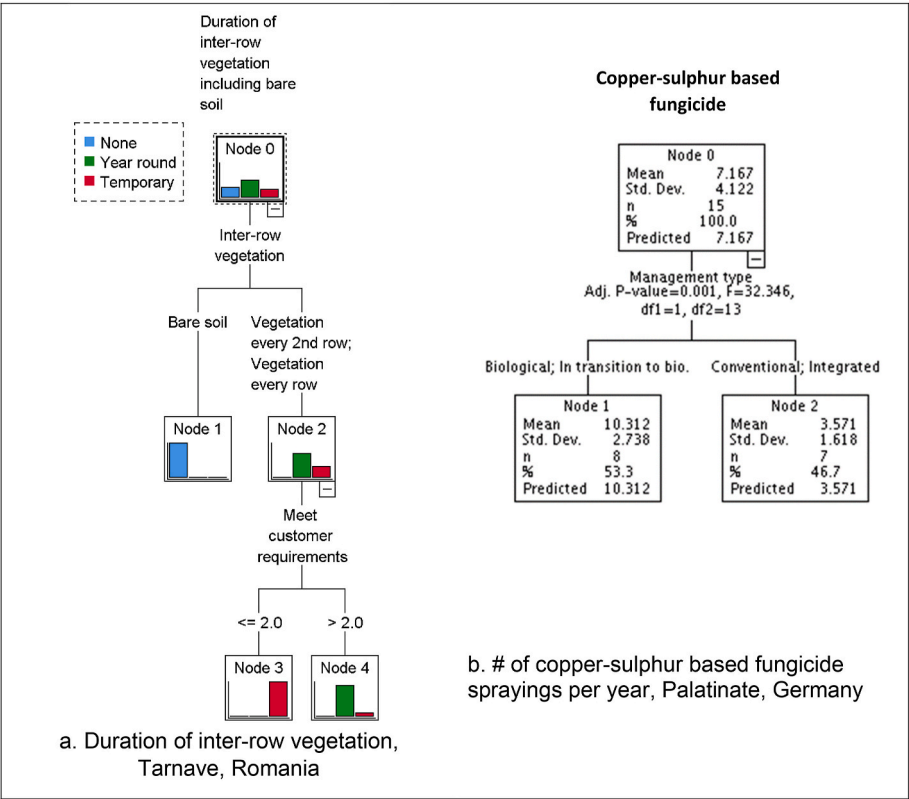 Duration of
inter-row
vegetation
including bare
soil
None
Year round
Temporary
Node 0
Inter-row
vegetation
Bare soil
Vegetation
every 2nd row;
Vegetation
every row
Node 1
Node 2
Meet
customer
requirements
<= 2.0
> 2.0
Node 3
Node 4
a. Duration of inter-row vegetation,
Tarnave, Romania
Copper-sulphur based
fungicide
Node 0
Mean 7.167
Std. Dev. 4.122
n 15
% 100.0
Predicted 7.167
Management type
Adj. P-value=0.001, F=32.346,
df1=1, df2=13
Biological; In transition to bio.
Conventional; Integrated
Node 1
Mean 10.312
Std. Dev. 2.738
n 8
% 53.3
Predicted 10.312
Node 2
Mean 3.571
Std. Dev. 1.618
n 7
% 46.7
Predicted 3.571
b. # of copper-sulphur based fungicide
sprayings per year, Palatinate, Germany